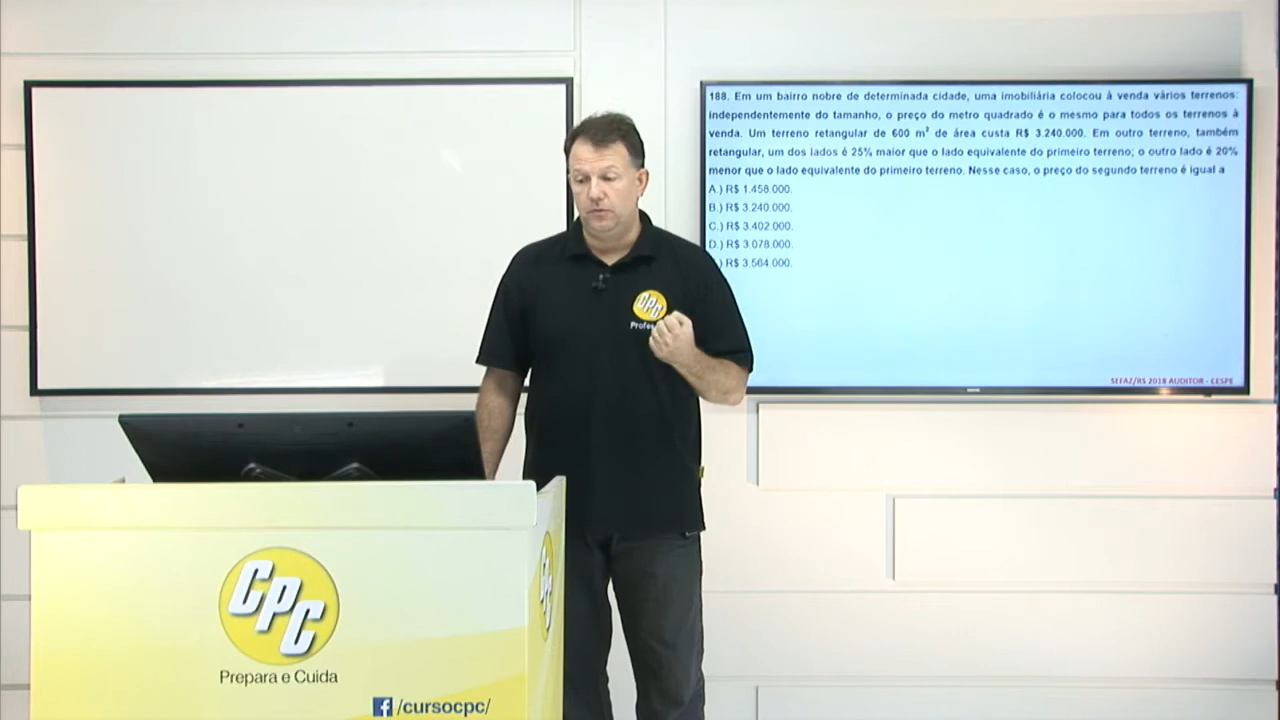 188. Em um bairro nobre de determinada cidade, uma imobiliária colocou à venda vários terrenos:
independentemente do tamanho, o preço do metro quadrado é o mesmo para todos os terrenos à
venda. Um terreno retangular de 600 m² de área custa R$ 3.240.000. Em outro terreno, também
retangular, um dos lados é 25% maior que o lado equivalente do primeiro terreno; o outro lado é 20%
menor que o lado equivalente do primeiro terreno. Nesse caso, o preço do segundo terreno é igual a
A.) R$ 1.458.000.
B.) R$ 3.240.000.
C.) R$ 3.402.000.
D.) R$ 3.078.000.
.) R$ 3.564.000.
SEFAZ/RS 2018 AUDITOR - CESPE
CPC
CPC
Prepara e Cuida
f /cursocpc/